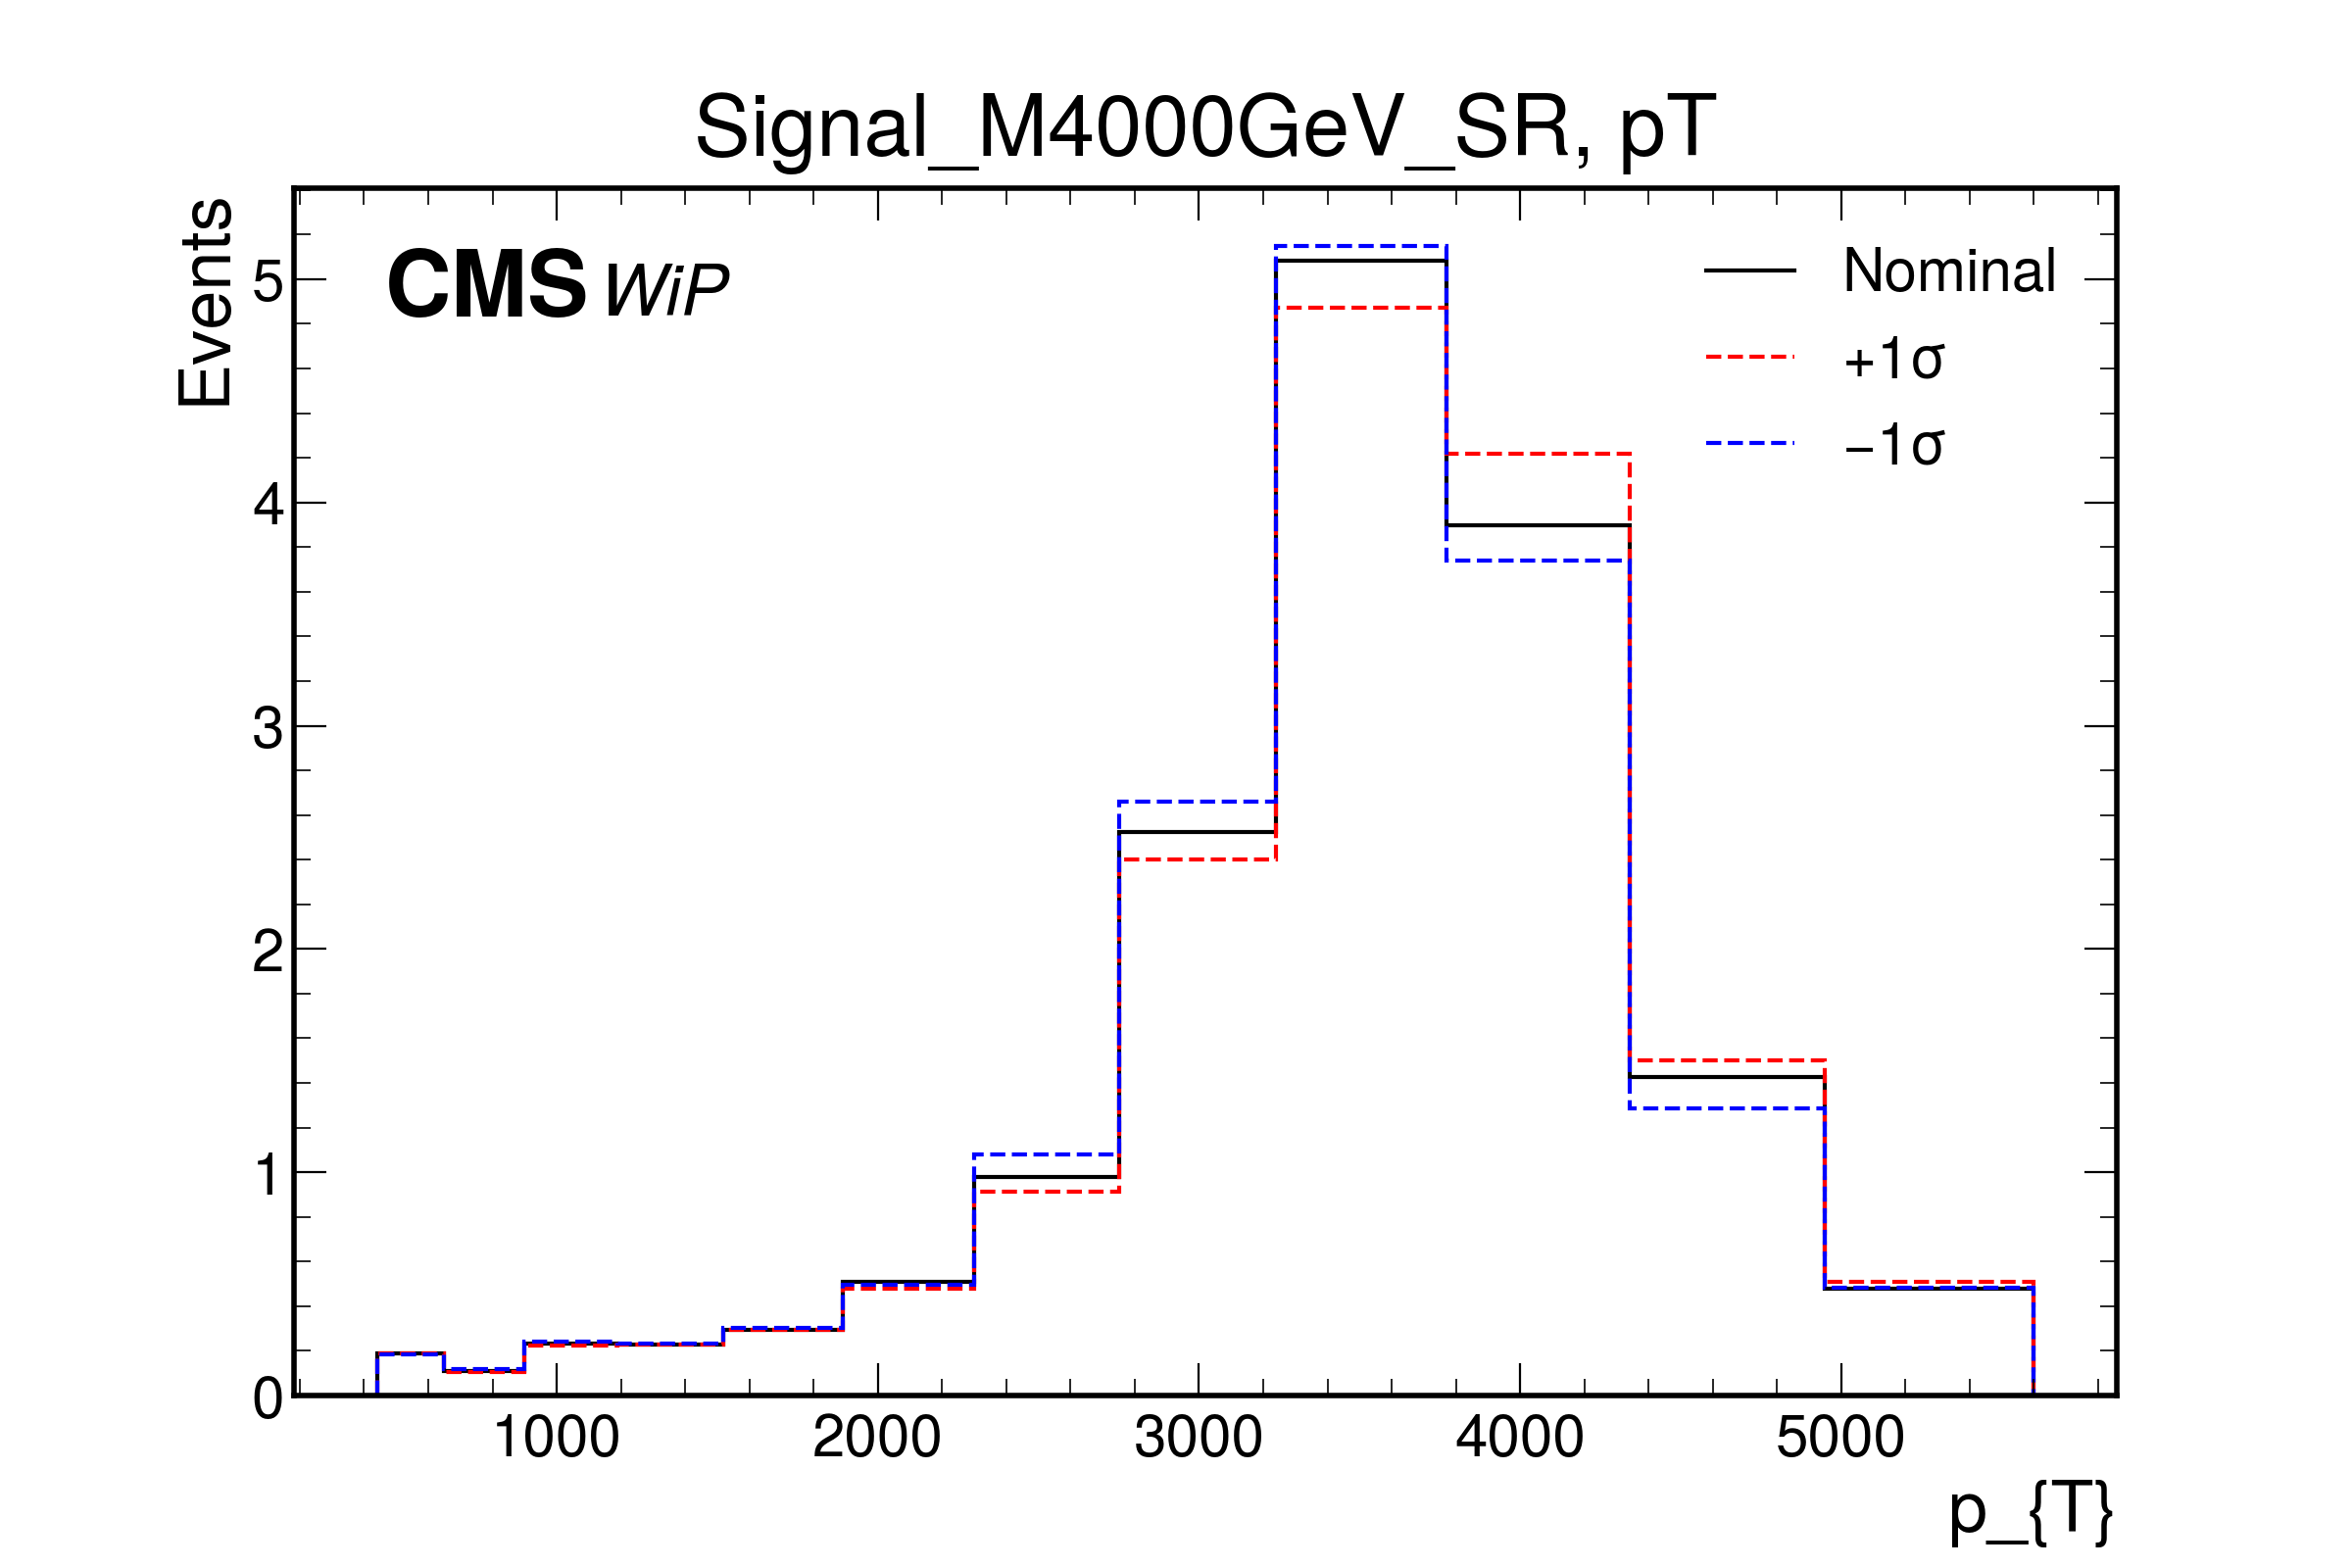 Signal_M4000GeV_SR, pT
Events
CMS WiP
Nominal
+1σ
−1σ
5
4
3
2
1
0
1000 2000 3000 4000 5000
p_{T}